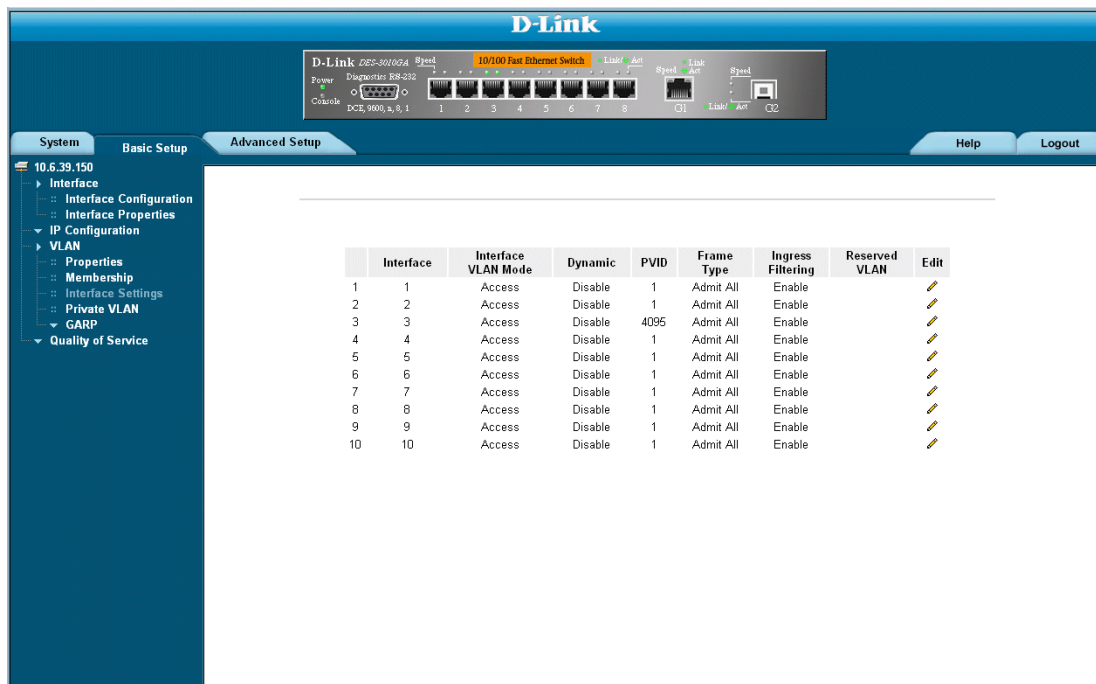 D-Link
D-Link DES-3010GA Speed 10/100 Fast Ethernet Switch Link/ Act
Power Diagnostics RS-232
Console DCE, 9600, n, 8, 1
1 2 3 4 5 6 7 8
Speed Link Act G1
Speed Link/ Act G2
System Basic Setup Advanced Setup Help Logout
10.6.39.150
Interface
Interface Configuration
Interface Properties
IP Configuration
VLAN
Properties
Membership
Interface Settings
Private VLAN
GARP
Quality of Service
Interface Interface VLAN Mode Dynamic PVID Frame Type Ingress Filtering Reserved VLAN Edit
1 1 Access Disable 1 Admit All Enable
2 2 Access Disable 1 Admit All Enable
3 3 Access Disable 4095 Admit All Enable
4 4 Access Disable 1 Admit All Enable
5 5 Access Disable 1 Admit All Enable
6 6 Access Disable 1 Admit All Enable
7 7 Access Disable 1 Admit All Enable
8 8 Access Disable 1 Admit All Enable
9 9 Access Disable 1 Admit All Enable
10 10 Access Disable 1 Admit All Enable